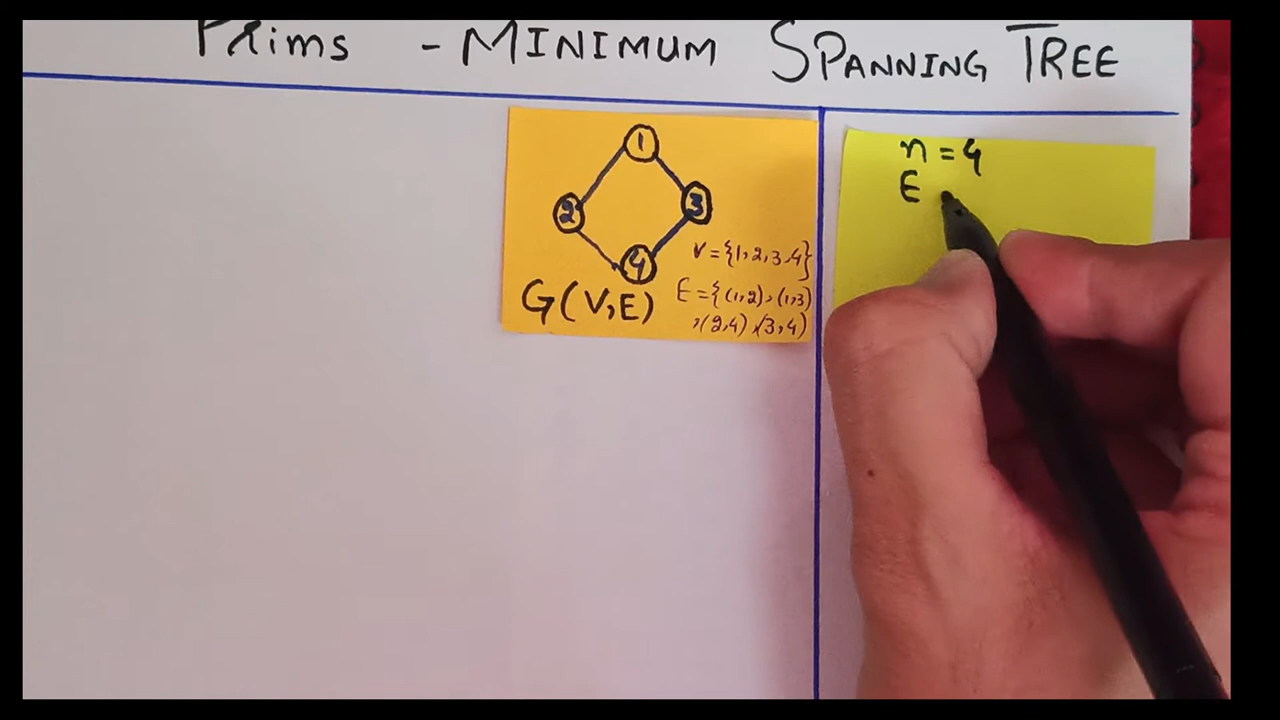 Prims - MINIMUM SPANNING TREE
1
2
3
4
V={1,2,3,4}
G(V,E)
E={(1,2),(1,3)
,(2,4),(3,4)
n=4
E